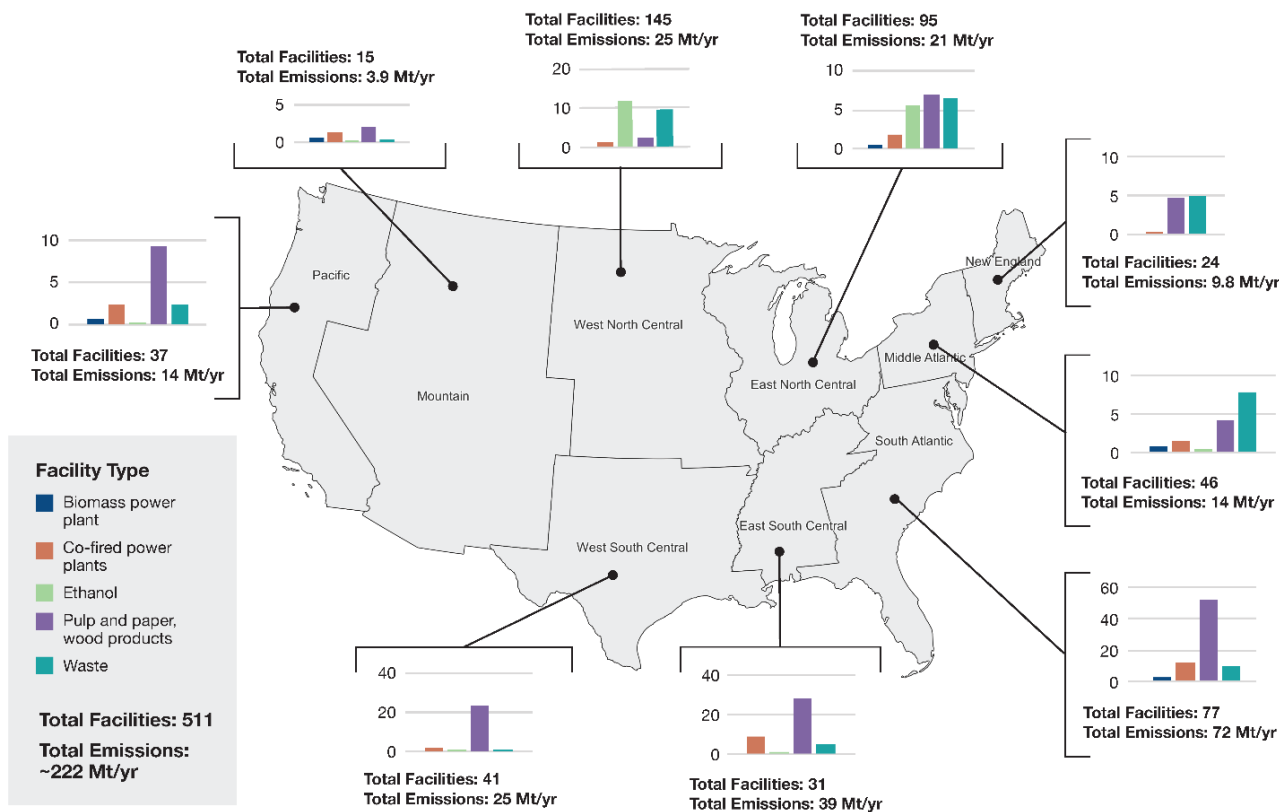 Total Facilities: 145
Total Emissions: 25 Mt/yr
20
10
0
Total Facilities: 95
Total Emissions: 21 Mt/yr
10
5
0
Total Facilities: 15
Total Emissions: 3.9 Mt/yr
5
0
10
5
0
Total Facilities: 24
Total Emissions: 9.8 Mt/yr
10
5
0
Total Facilities: 37
Total Emissions: 14 Mt/yr
Pacific
West North Central
Mountain
East North Central
New England
Middle Atlantic
South Atlantic
East South Central
West South Central
10
5
0
Total Facilities: 46
Total Emissions: 14 Mt/yr
Facility Type
Biomass power
plant
Co-fired power
plants
Ethanol
Pulp and paper,
wood products
Waste
Total Facilities: 511
Total Emissions:
~222 Mt/yr
40
20
0
Total Facilities: 41
Total Emissions: 25 Mt/yr
40
20
0
Total Facilities: 31
Total Emissions: 39 Mt/yr
60
40
20
0
Total Facilities: 77
Total Emissions: 72 Mt/yr